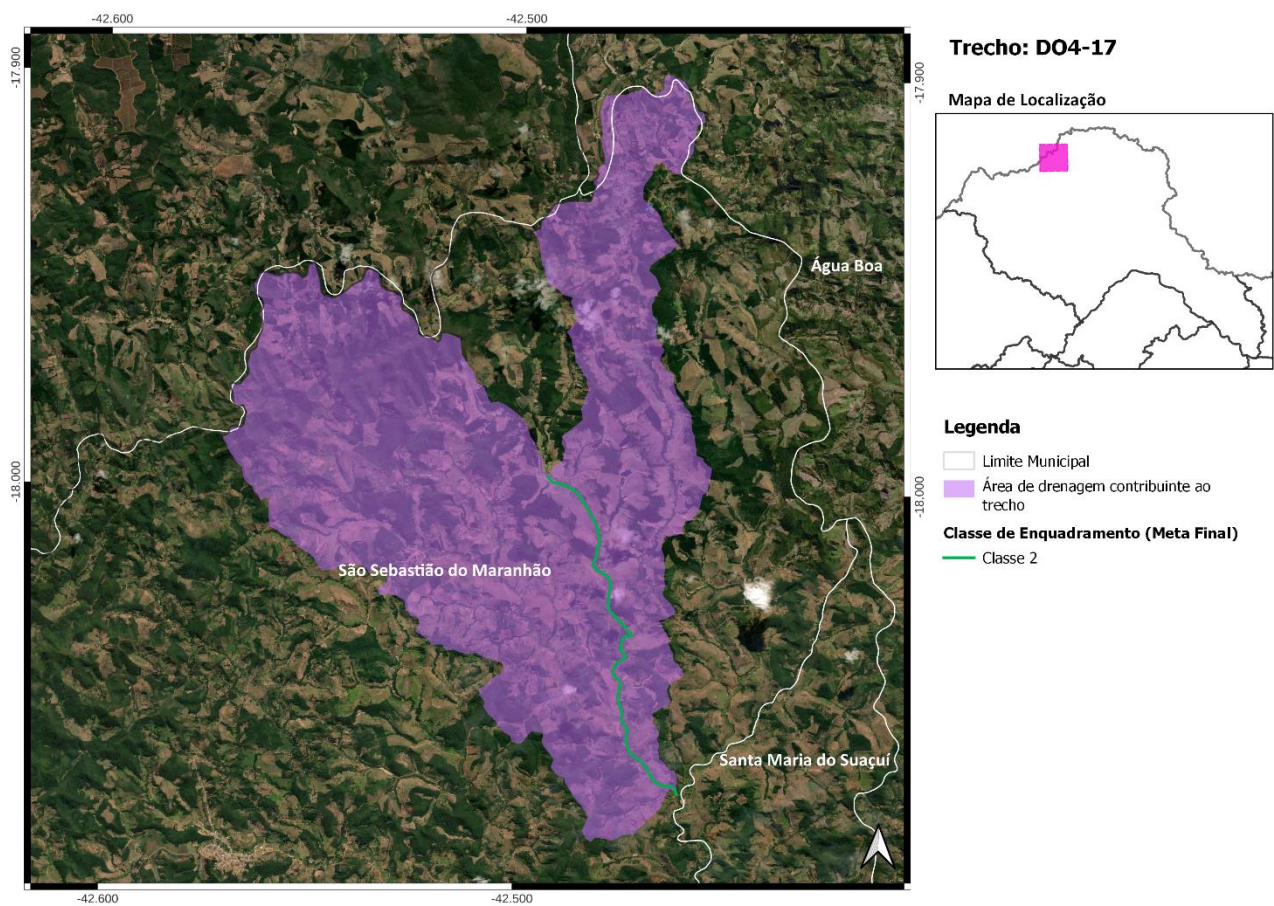 -42.600
-42.500
-17.900
-17.900
Trecho: DO4-17
Mapa de Localização
Água Boa
Legenda
Limite Municipal
Área de drenagem contribuinte ao
trecho
Classe de Enquadramento (Meta Final)
Classe 2
-18.000
-18.000
São Sebastião do Maranhão
Santa Maria do Suaçuí
-42.600
-42.500